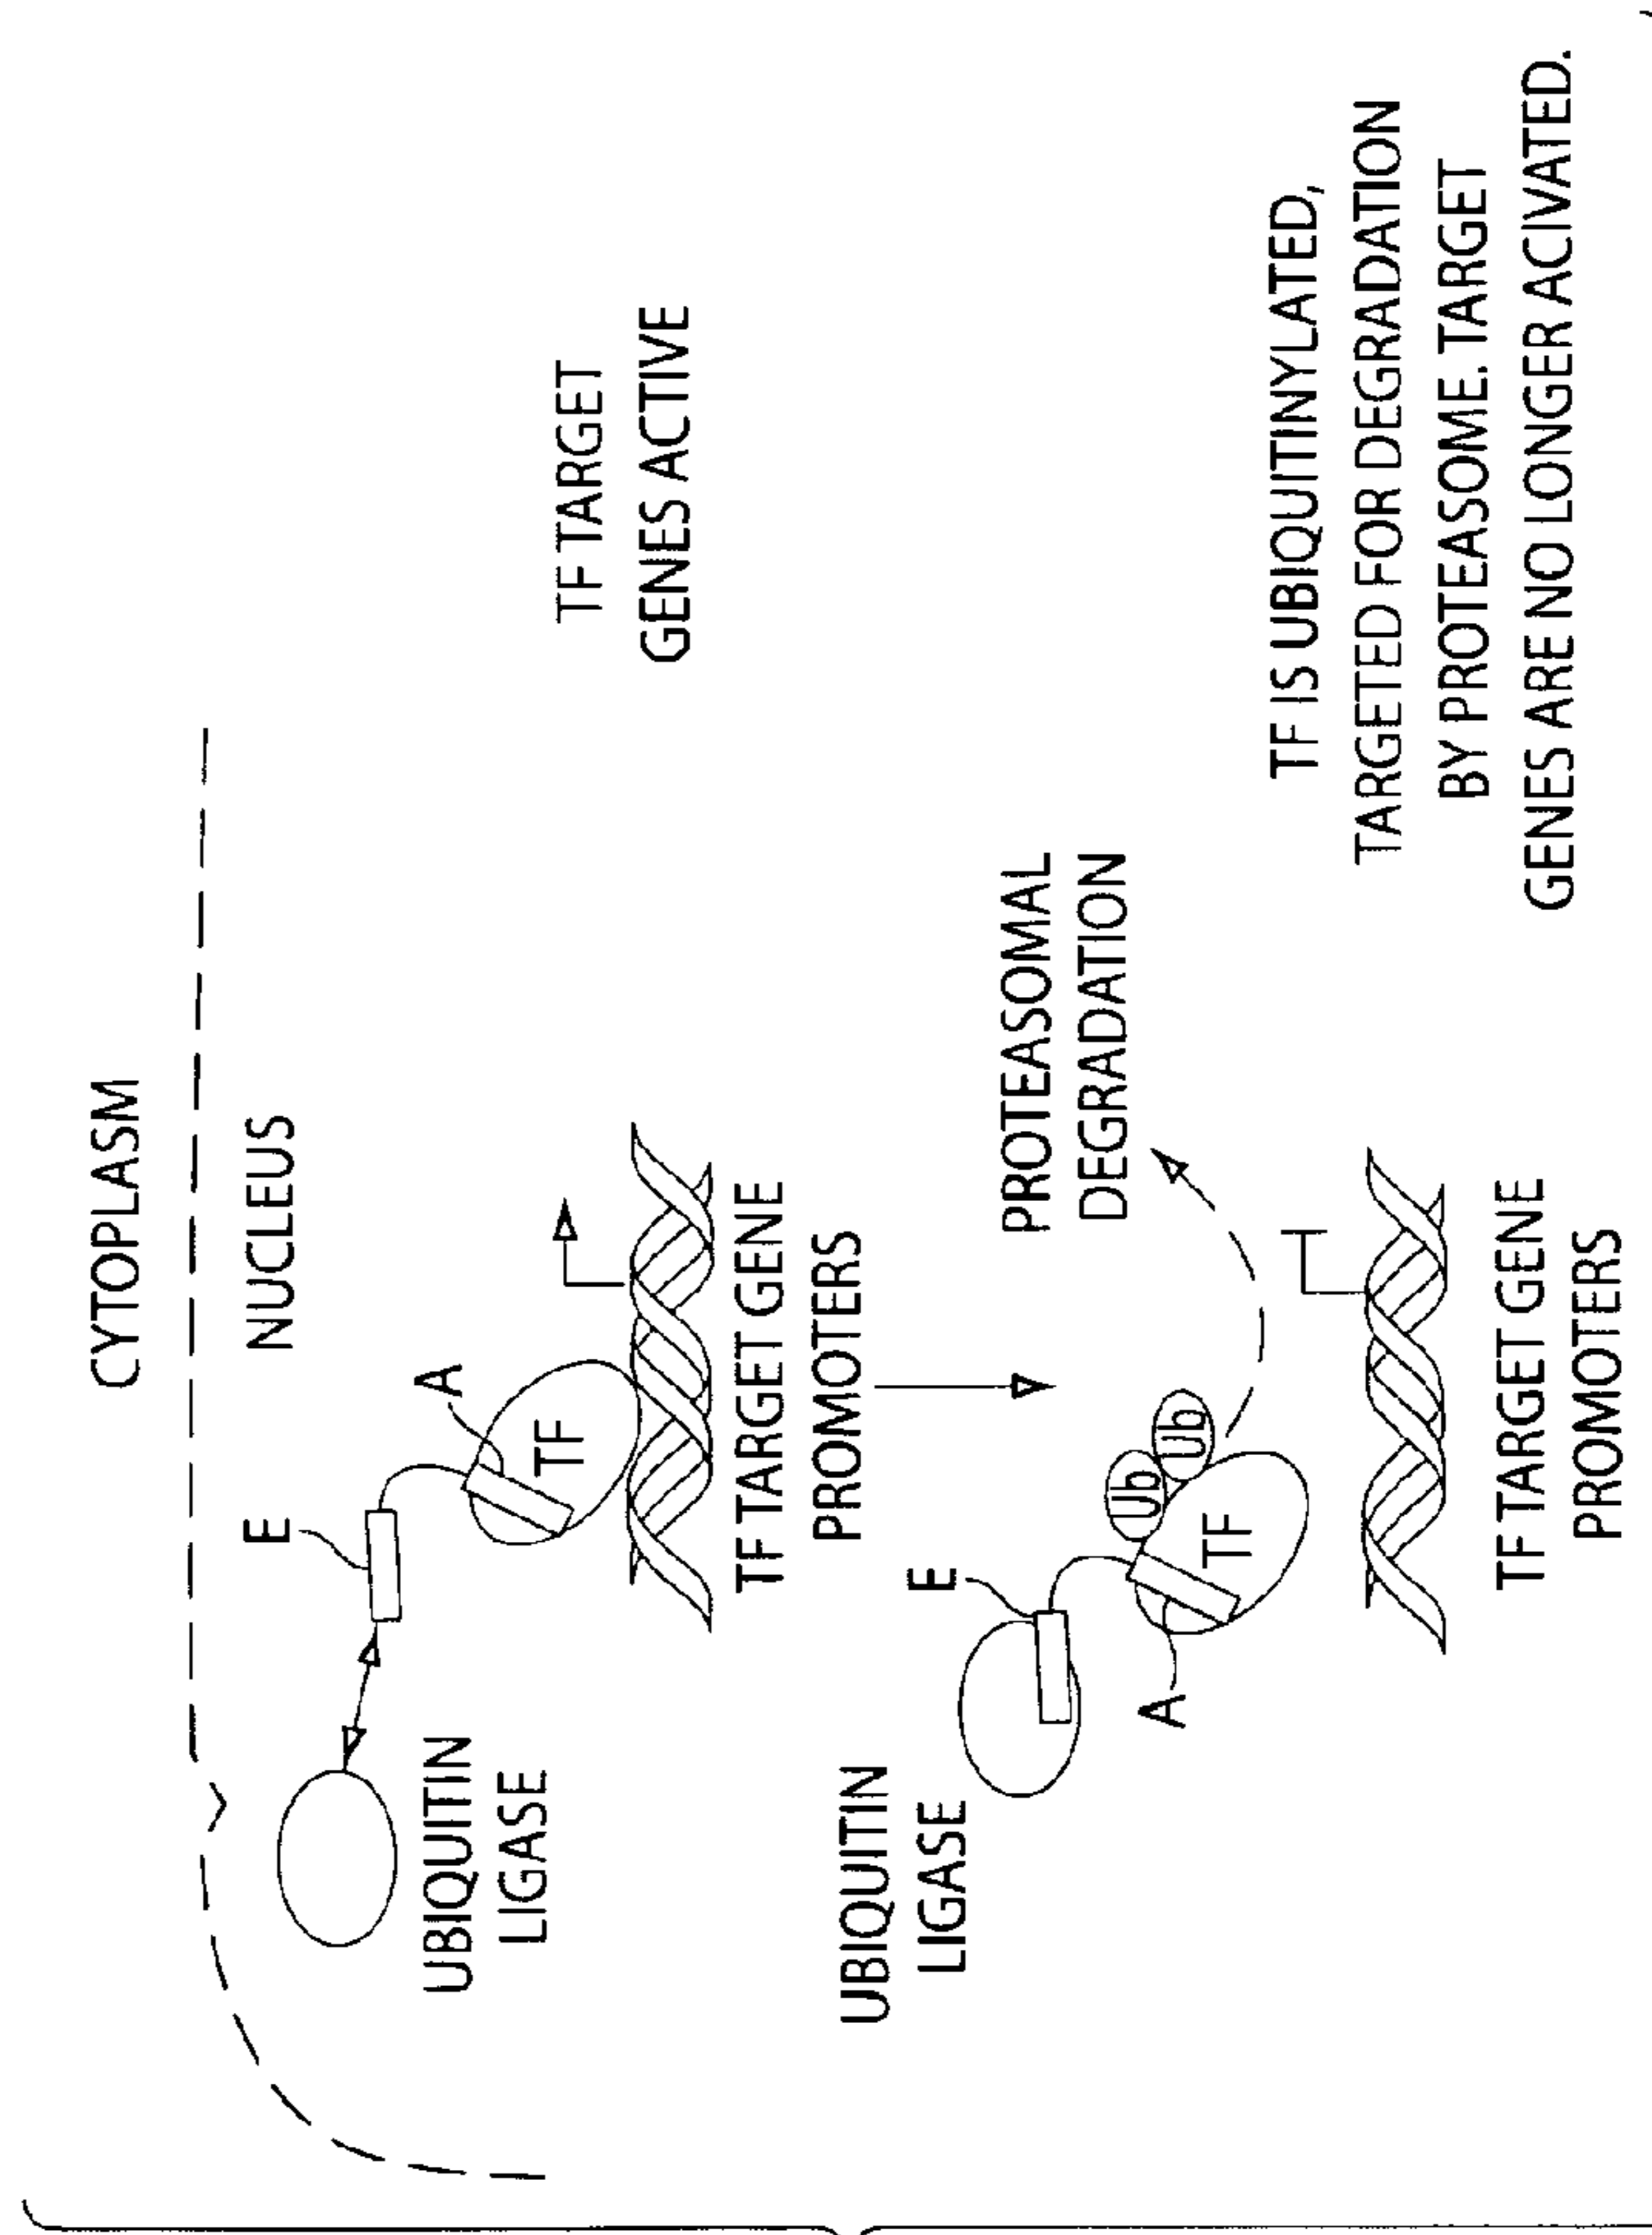 CYTOPLASM
NUCLEUS
E
A
TF
UBIQUITIN
LIGASE
TF TARGET
GENES ACTIVE
TF TARGET GENE
PROMOTERS
UBIQUITIN
LIGASE
E
A
Ub
Ub
TF
PROTEASOMAL
DEGRADATION
TF TARGET GENE
PROMOTERS
TF IS UBIQUITINYLATED,
TARGETED FOR DEGRADATION
BY PROTEASOME. TARGET
GENES ARE NO LONGER ACIVATED.